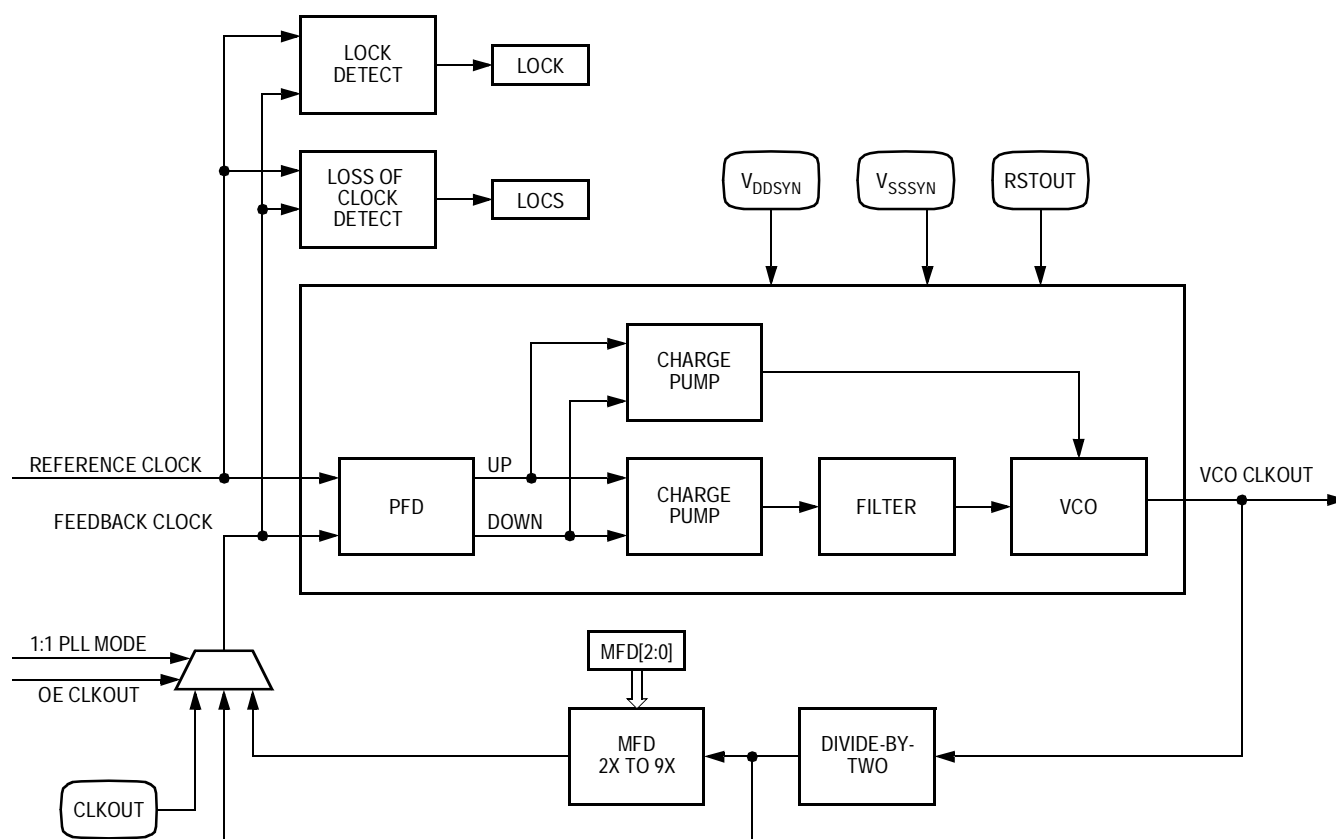 LOCK
DETECT
LOCK
LOSS OF
CLOCK
DETECT
LOCS
VDDSYN
VSSSYN
RSTOUT
CHARGE
PUMP
REFERENCE CLOCK
UP
VCO CLKOUT
PFD
CHARGE
PUMP
FILTER
VCO
FEEDBACK CLOCK
DOWN
1:1 PLL MODE
MFD[2:0]
OE CLKOUT
MFD
2X TO 9X
DIVIDE-BY-
TWO
CLKOUT